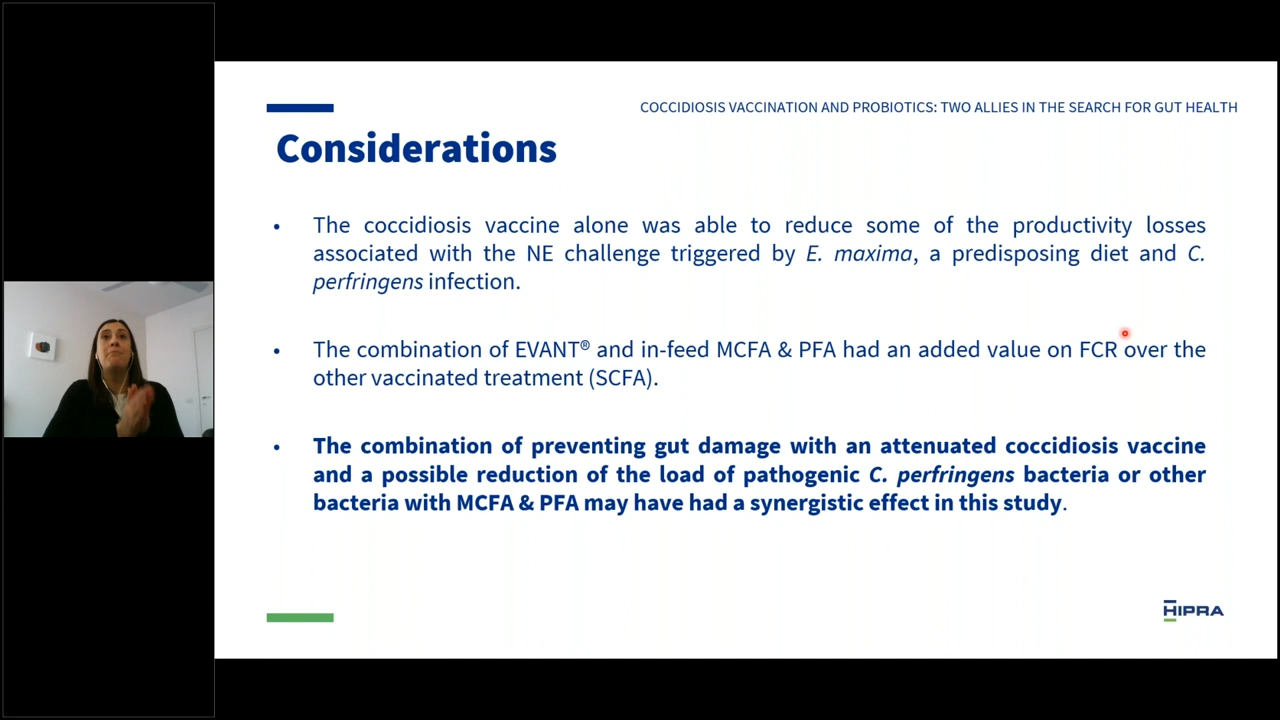 COCCIDIOSIS VACCINATION AND PROBIOTICS: TWO ALLIES IN THE SEARCH FOR GUT HEALTH
Considerations
• The coccidiosis vaccine alone was able to reduce some of the productivity losses
associated with the NE challenge triggered by E. maxima, a predisposing diet and C.
perfringens infection.
• The combination of EVANT® and in-feed MCFA & PFA had an added value on FCR over the
other vaccinated treatment (SCFA).
• The combination of preventing gut damage with an attenuated coccidiosis vaccine
and a possible reduction of the load of pathogenic C. perfringens bacteria or other
bacteria with MCFA & PFA may have had a synergistic effect in this study.
HIPRA